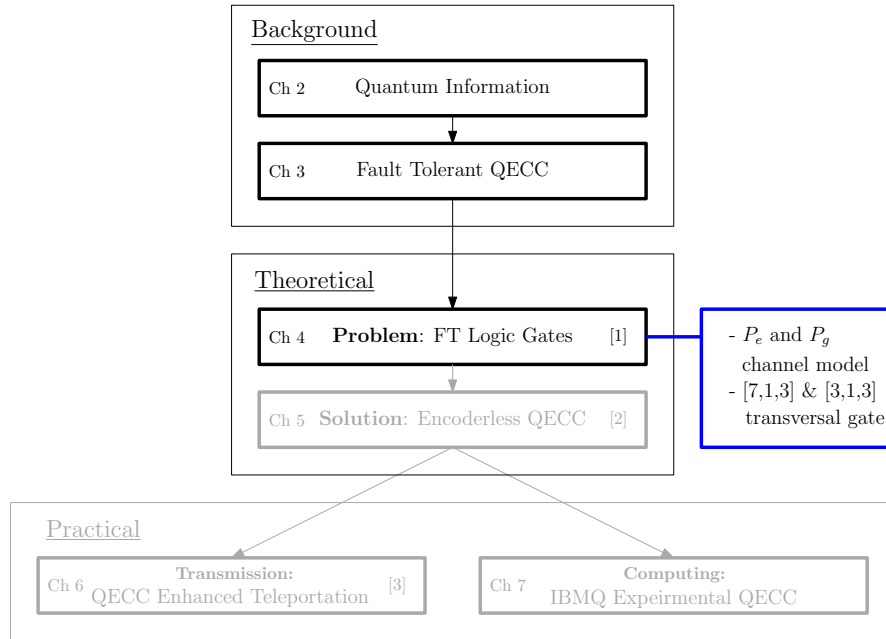 Background
Ch 2 Quantum Information
Ch 3 Fault Tolerant QECC
Theoretical
Ch 4 Problem: FT Logic Gates [1]
- P_e and P_g
channel model
- [7,1,3] & [3,1,3]
transversal gate
Ch 5 Solution: Encoderless QECC [2]
Practical
Ch 6 Transmission: [3]
QECC Enhanced Teleportation
Ch 7 Computing:
IBMQ Expeirmental QECC